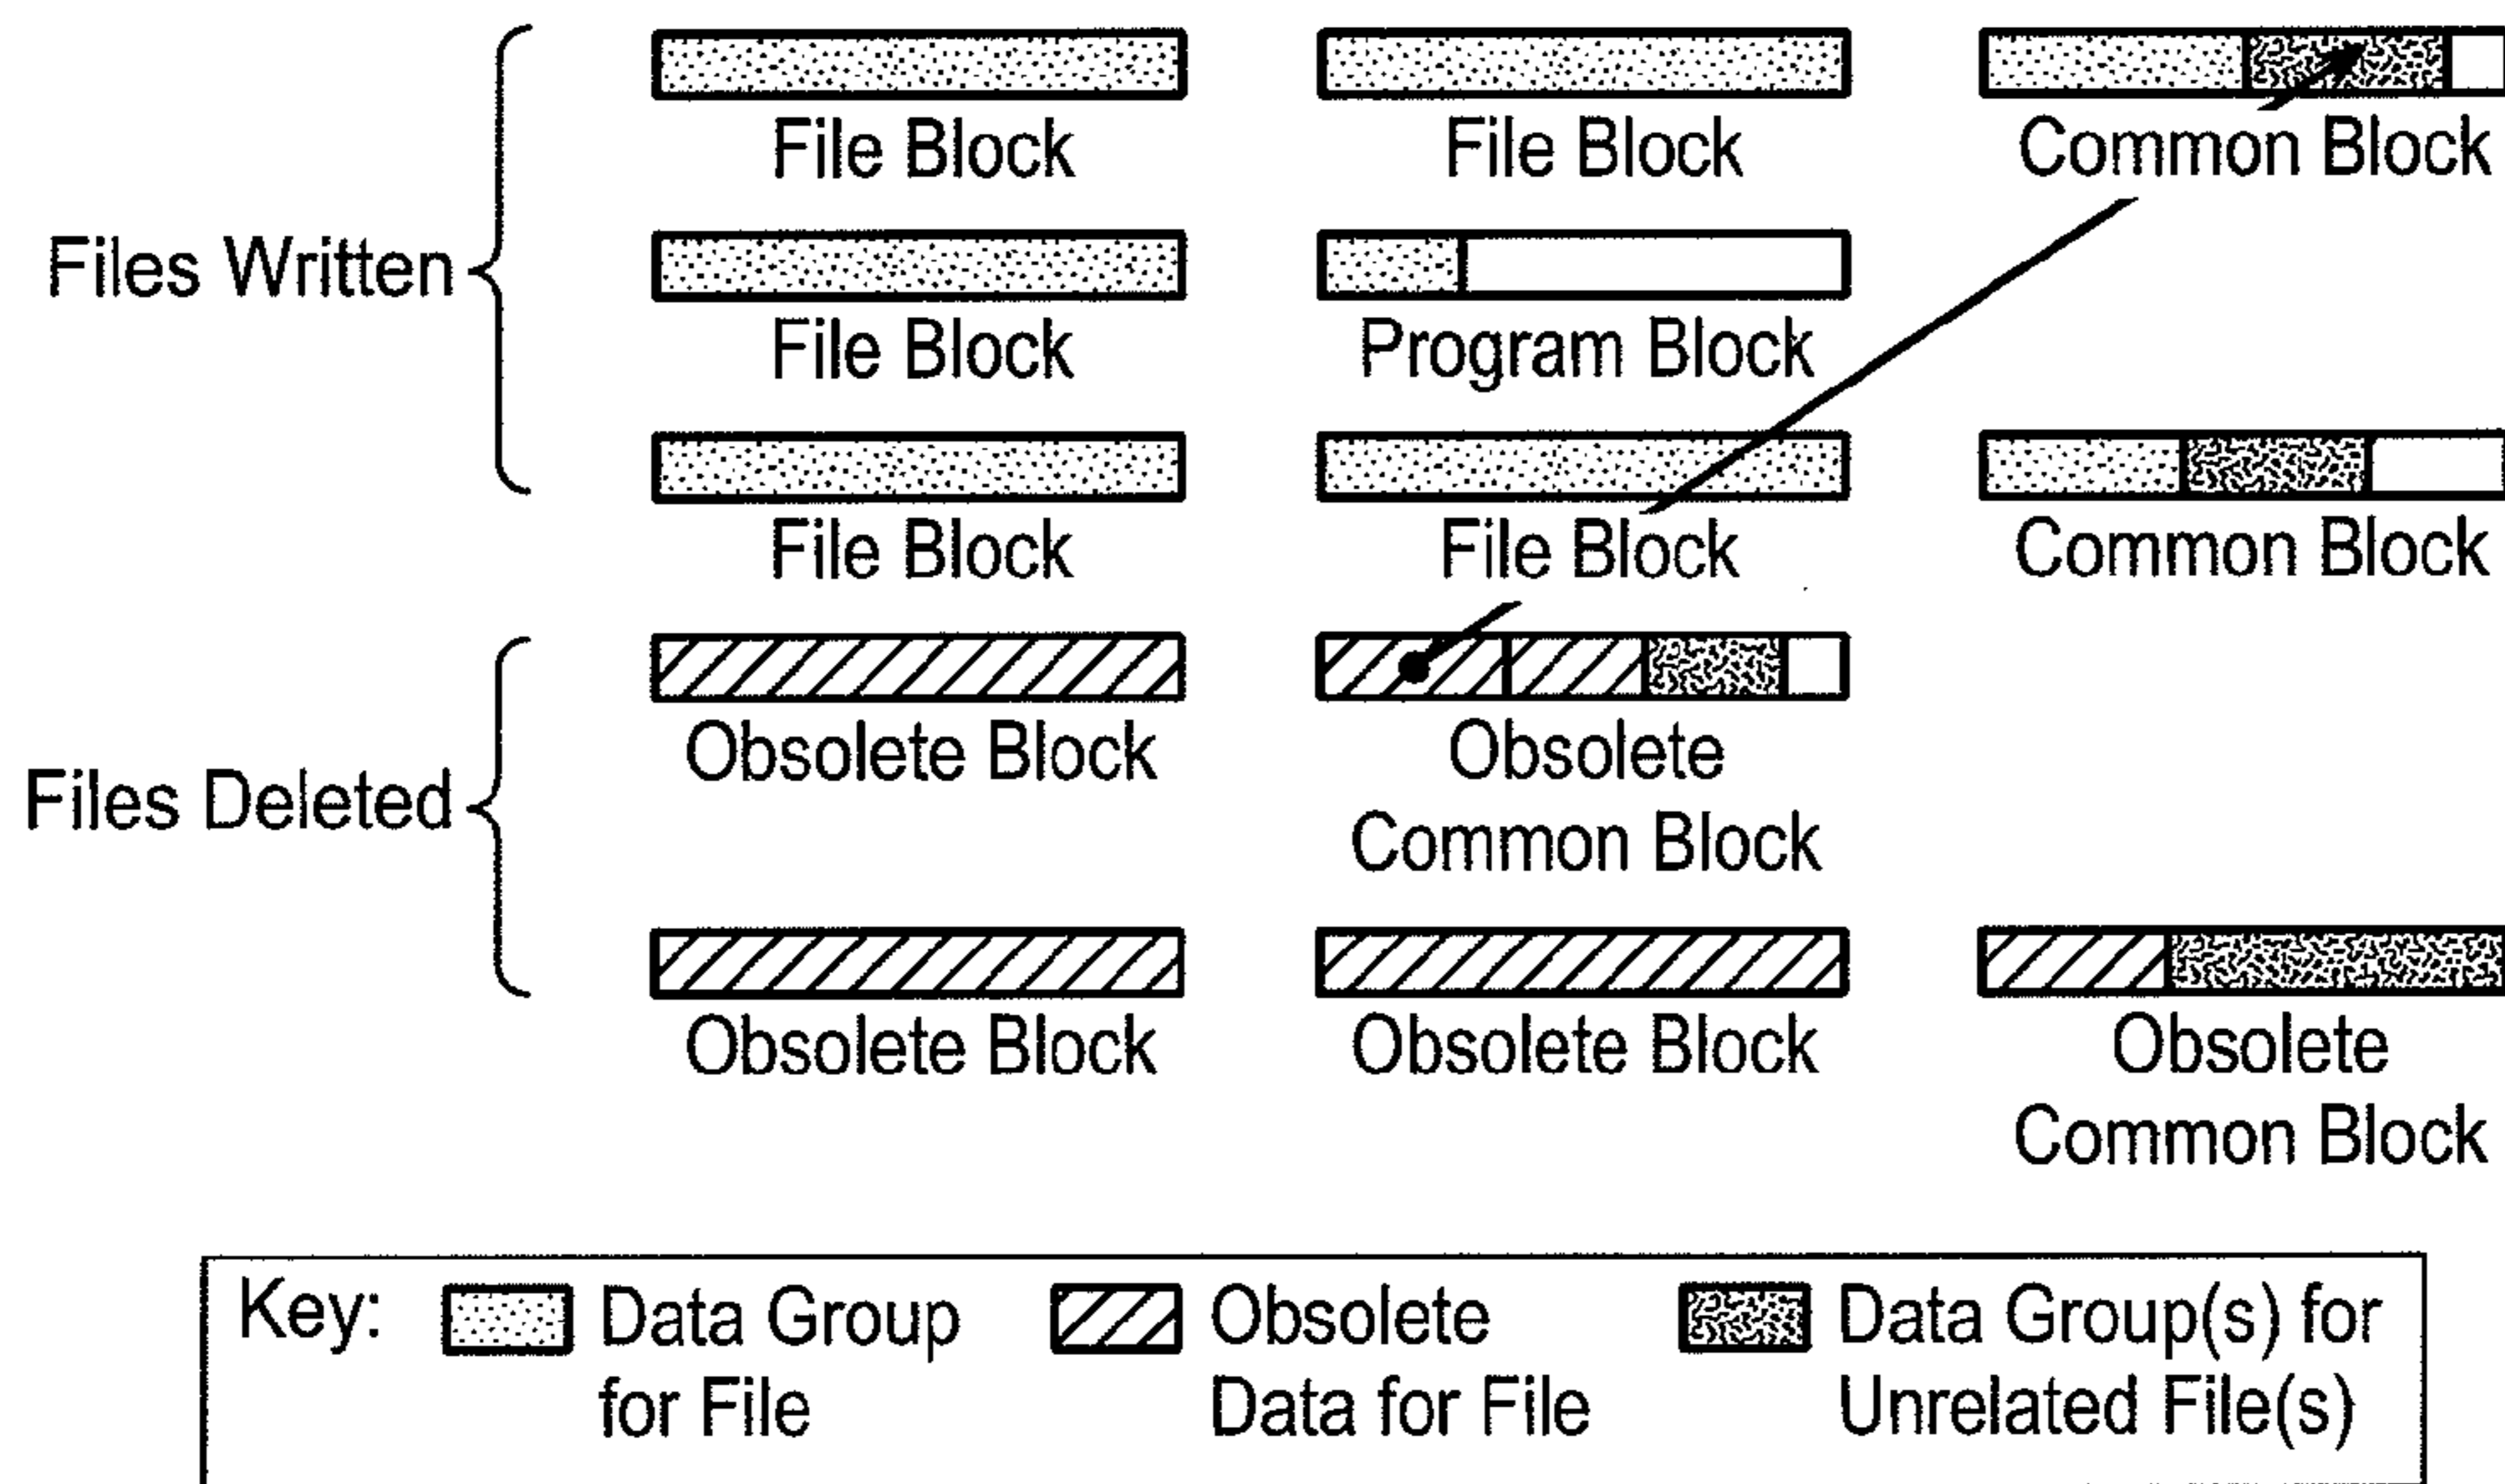 File Block
File Block
Common Block
Files Written
File Block
Program Block
File Block
File Block
Common Block
Files Deleted
Obsolete Block
Obsolete
Common Block
Obsolete Block
Obsolete Block
Obsolete
Common Block
Key:
Data Group
for File
Obsolete
Data for File
Data Group(s) for
Unrelated File(s)